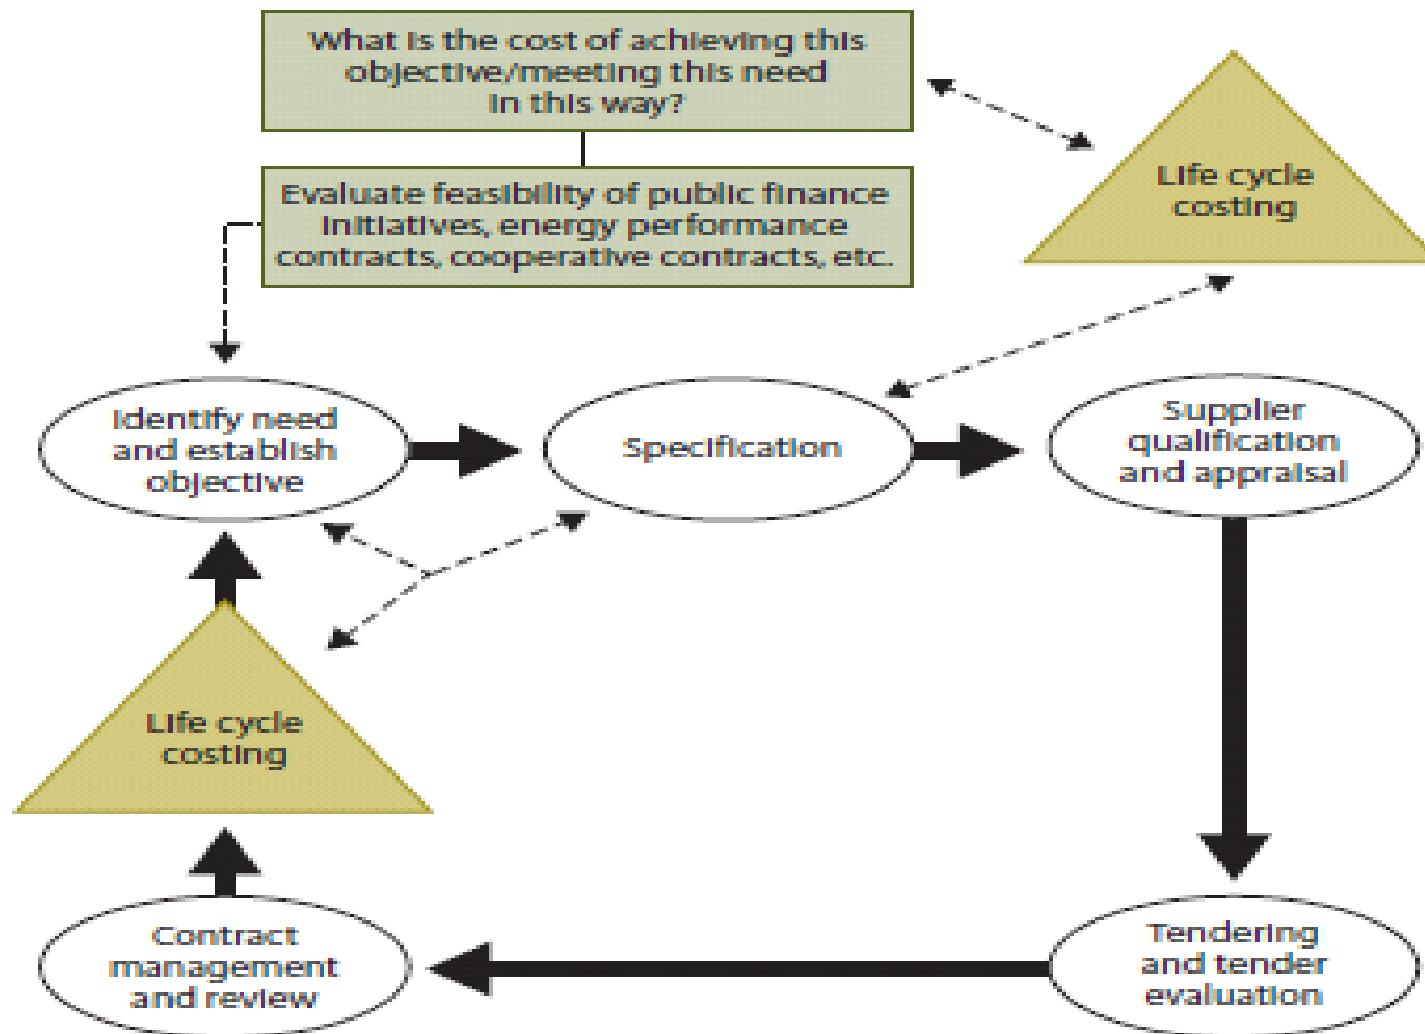 What is the cost of achieving this
objective/meeting this need
in this way?
Life cycle
costing
Evaluate feasibility of public finance
initiatives, energy performance
contracts, cooperative contracts, etc.
Identify need
and establish
objective
Specification
Supplier
qualification
and appraisal
Life cycle
costing
Contract
management
and review
Tendering
and tender
evaluation